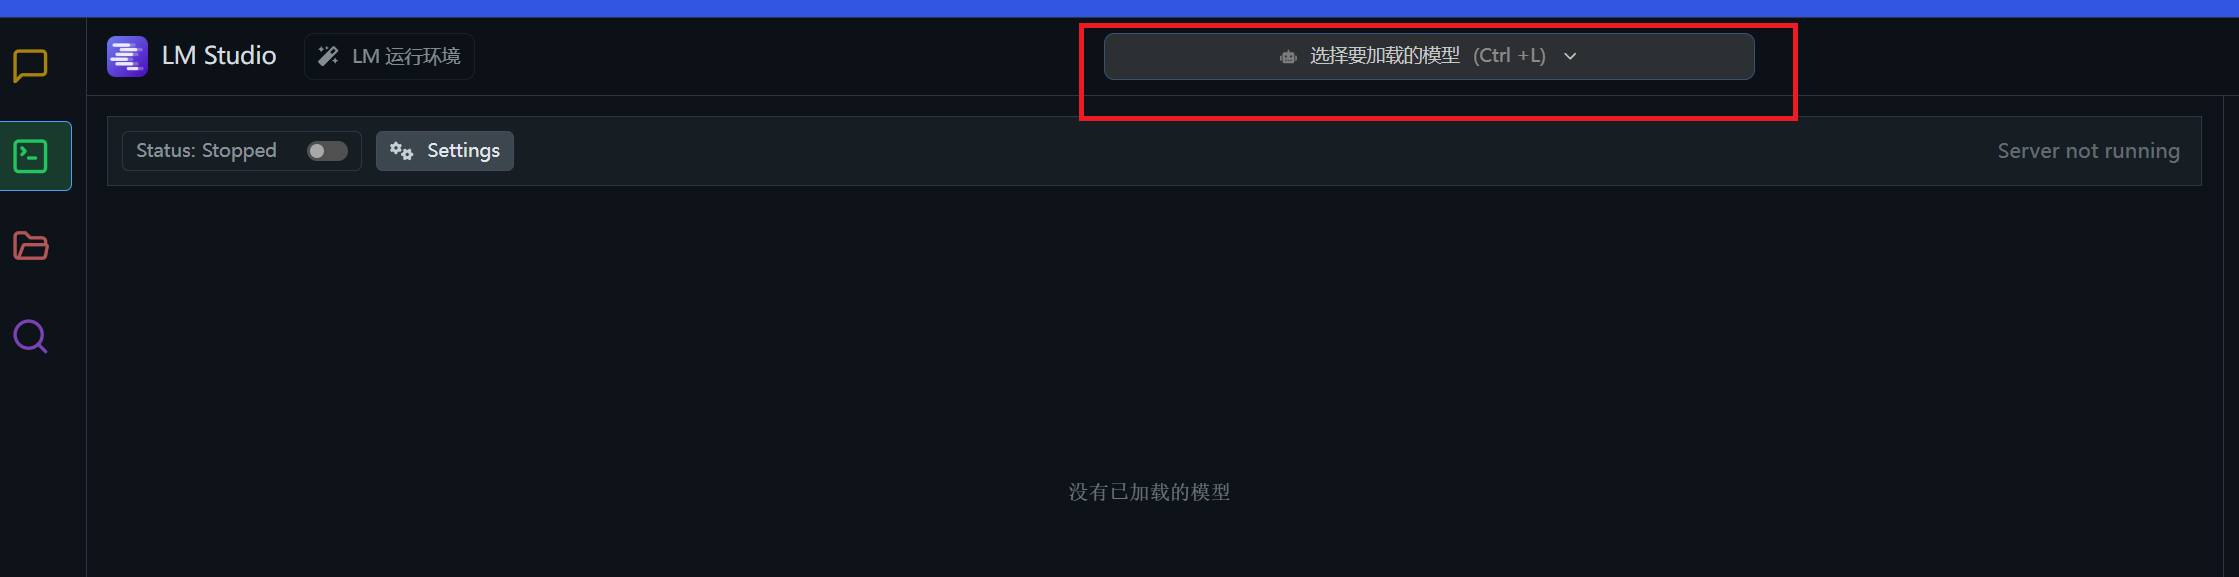 LM Studio
LM 运行环境
选择要加载的模型 (Ctrl +L)
Status: Stopped
Settings
Server not running
没有已加载的模型